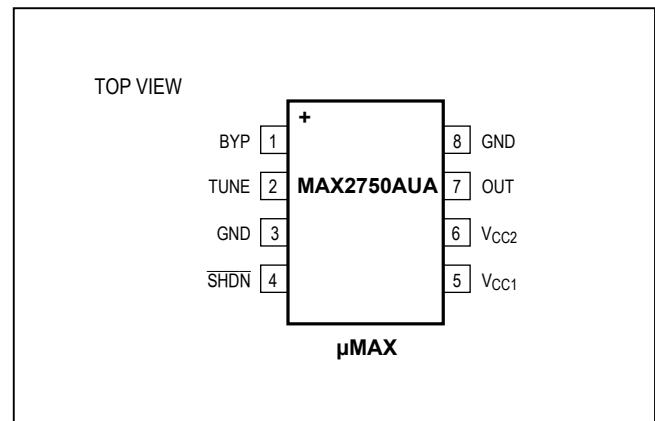 TOP VIEW
+
BYP 1 8 GND
TUNE 2 MAX2750AUA 7 OUT
GND 3 6 VCC2
SHDN 4 5 VCC1
µMAX